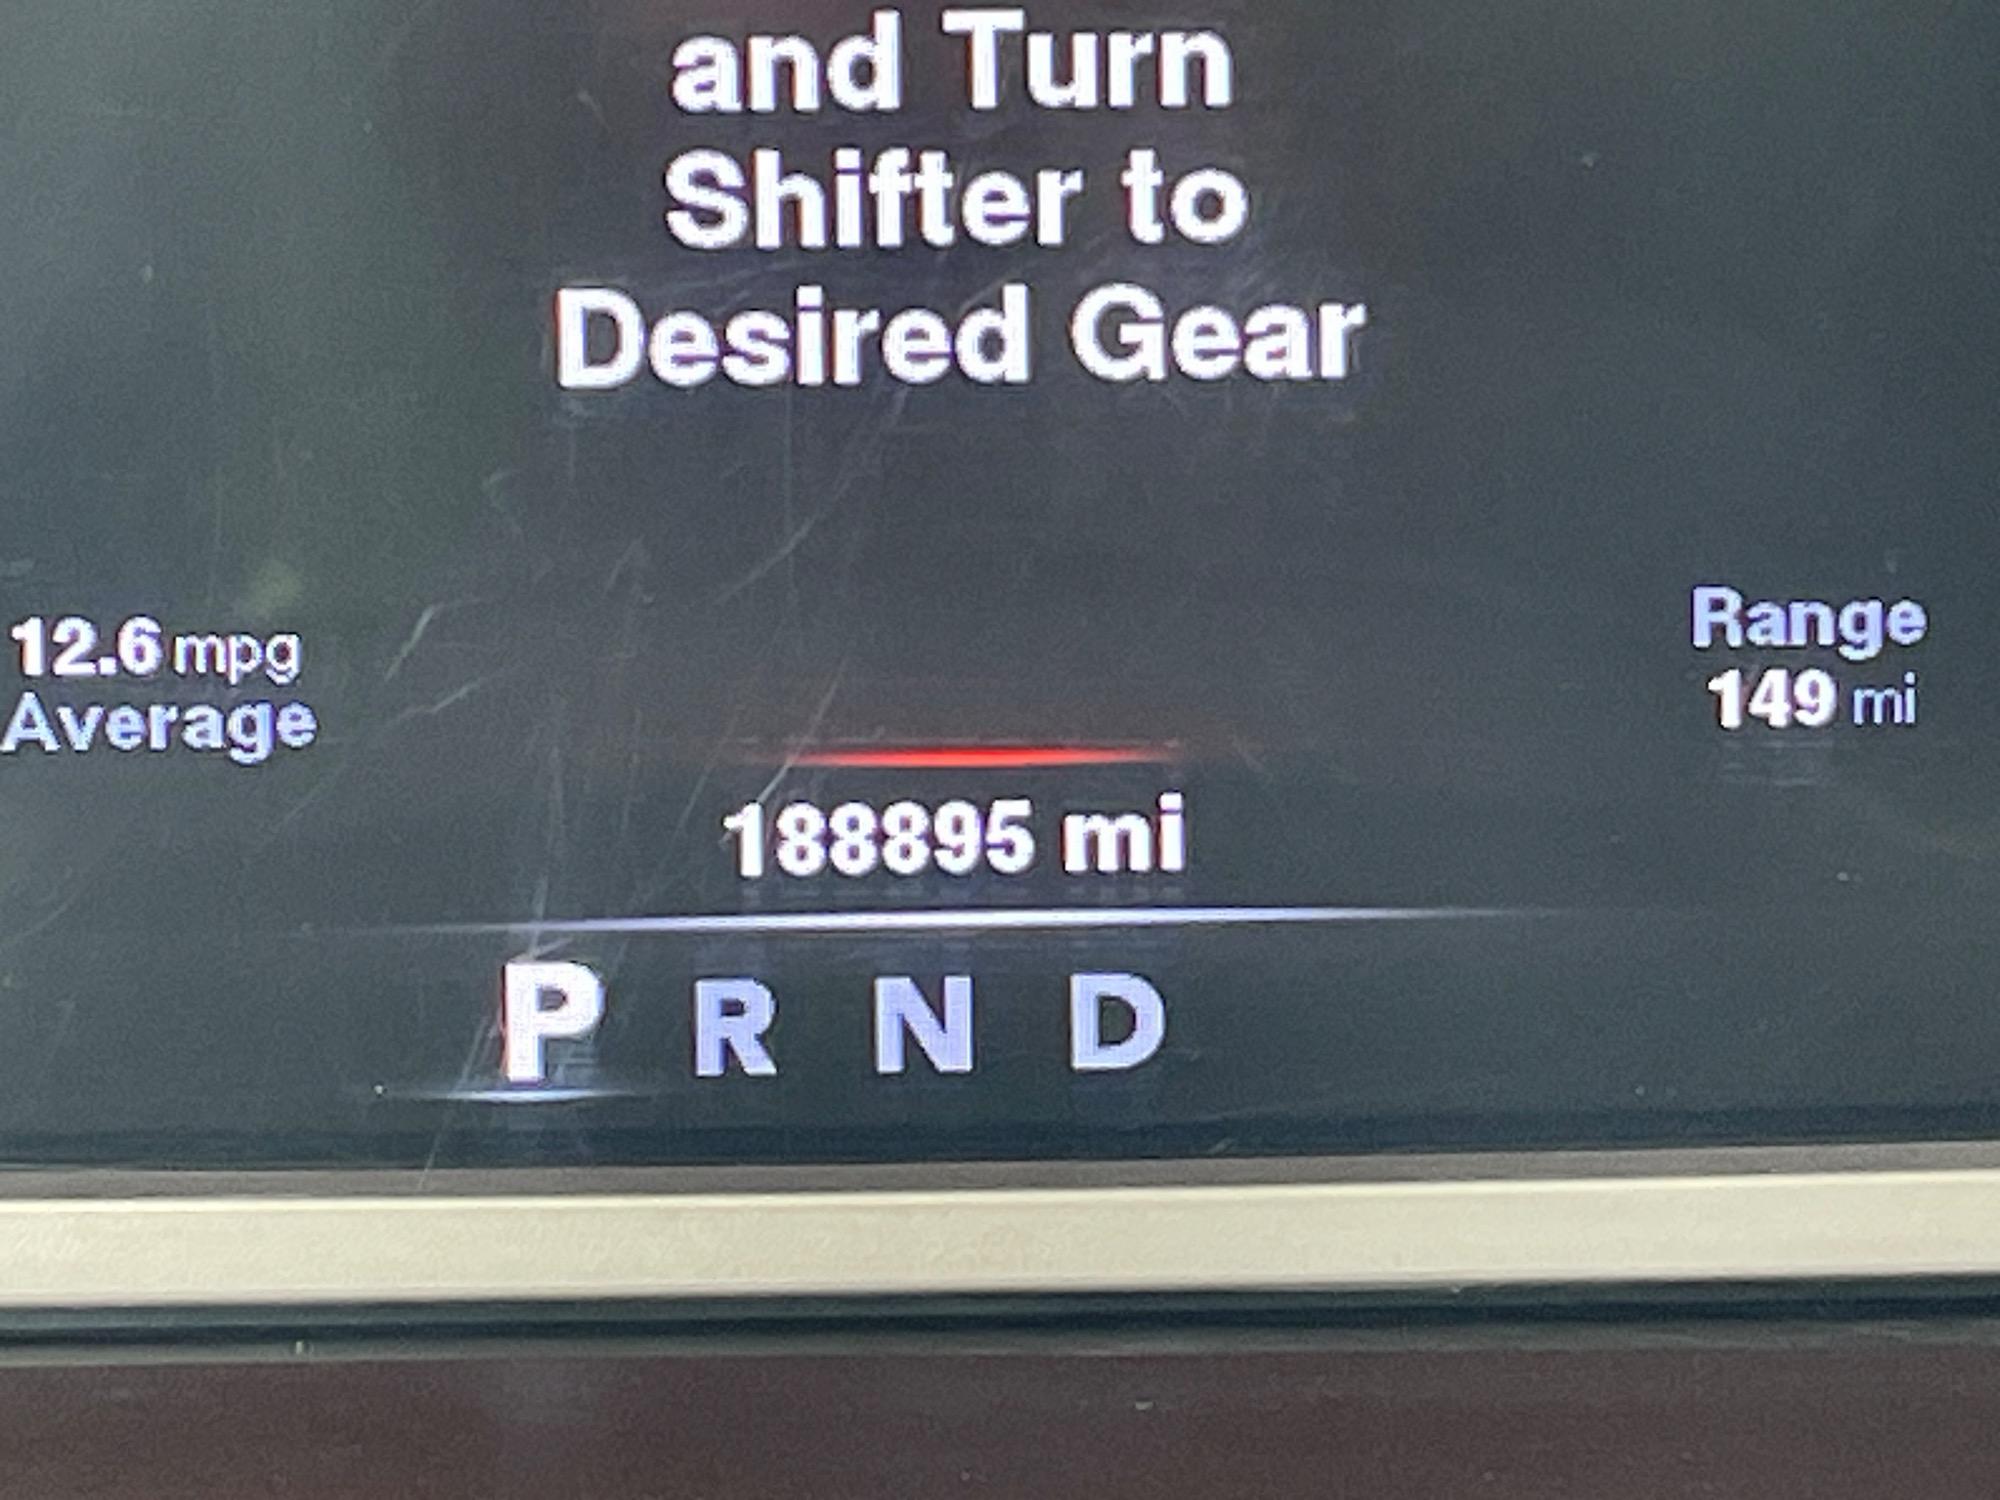 and Turn
Shifter to
Desired Gear
12.6 mpg
Average
Range
149 mi
188895 mi
P R N D